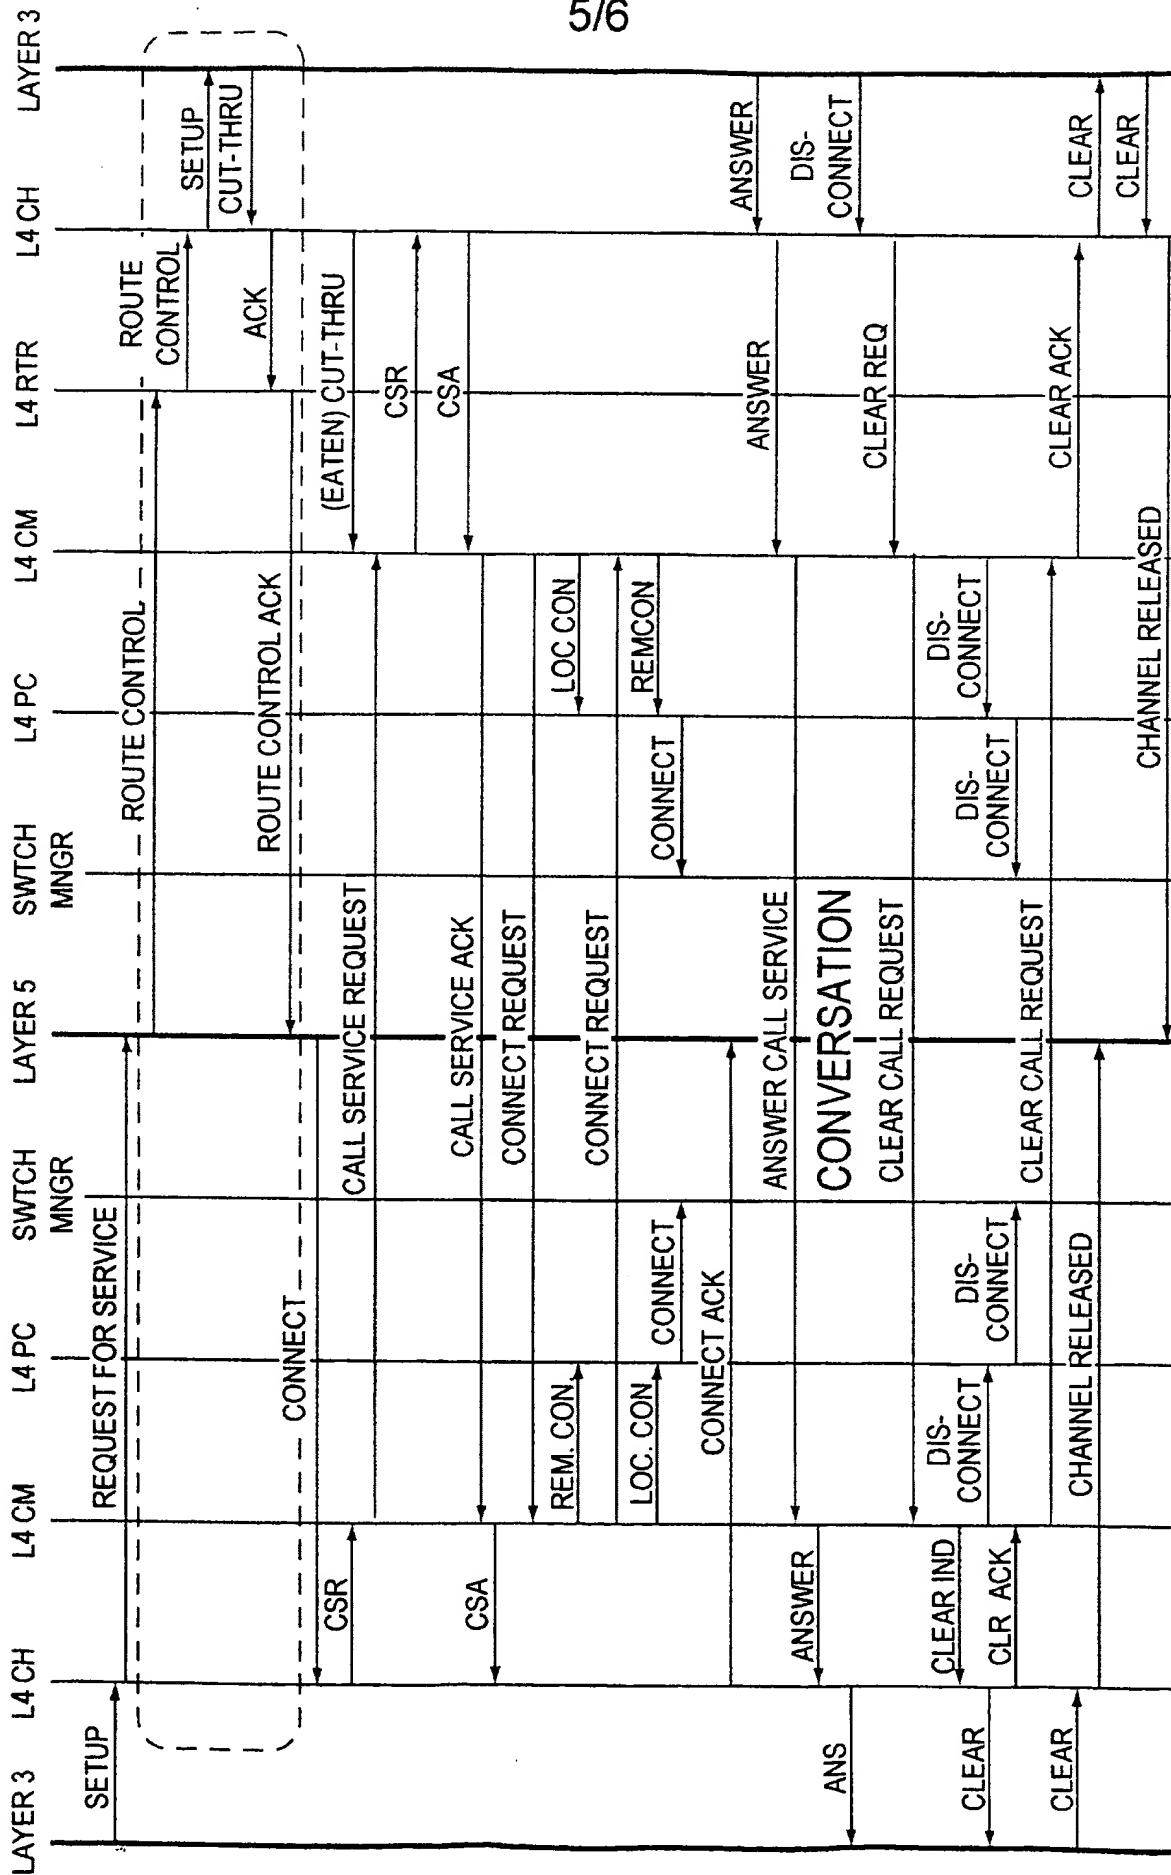 5/6
LAYER 3
L4 CH
L4 CM
L4 PC
SWTCH
MNGR
LAYER 5
SWTCH
MNGR
L4 PC
L4 CM
L4 RTR
L4 CH
LAYER 3
SETUP
REQUEST FOR SERVICE
ROUTE CONTROL
ROUTE
CONTROL
SETUP
CUT-THRU
ACK
ROUTE CONTROL ACK
CONNECT
CSR
(EATEN) CUT-THRU
CALL SERVICE REQUEST
CSR
CSA
CALL SERVICE ACK
CSA
CONNECT REQUEST
REM. CON.
LOC CON
CONNECT REQUEST
LOC. CON
REMCON
CONNECT
CONNECT
CONNECT ACK
ANSWER
ANSWER
ANSWER CALL SERVICE
ANSWER
ANS
CONVERSATION
DIS-
CONNECT
CLEAR REQ
CLEAR CALL REQUEST
CLEAR IND
DIS-
CONNECT
DIS-
CONNECT
CLEAR
CLR ACK
DIS-
CONNECT
DIS-
CONNECT
CLEAR CALL REQUEST
CLEAR ACK
CLEAR
CHANNEL RELEASED
CLEAR
CLEAR
CHANNEL RELEASED